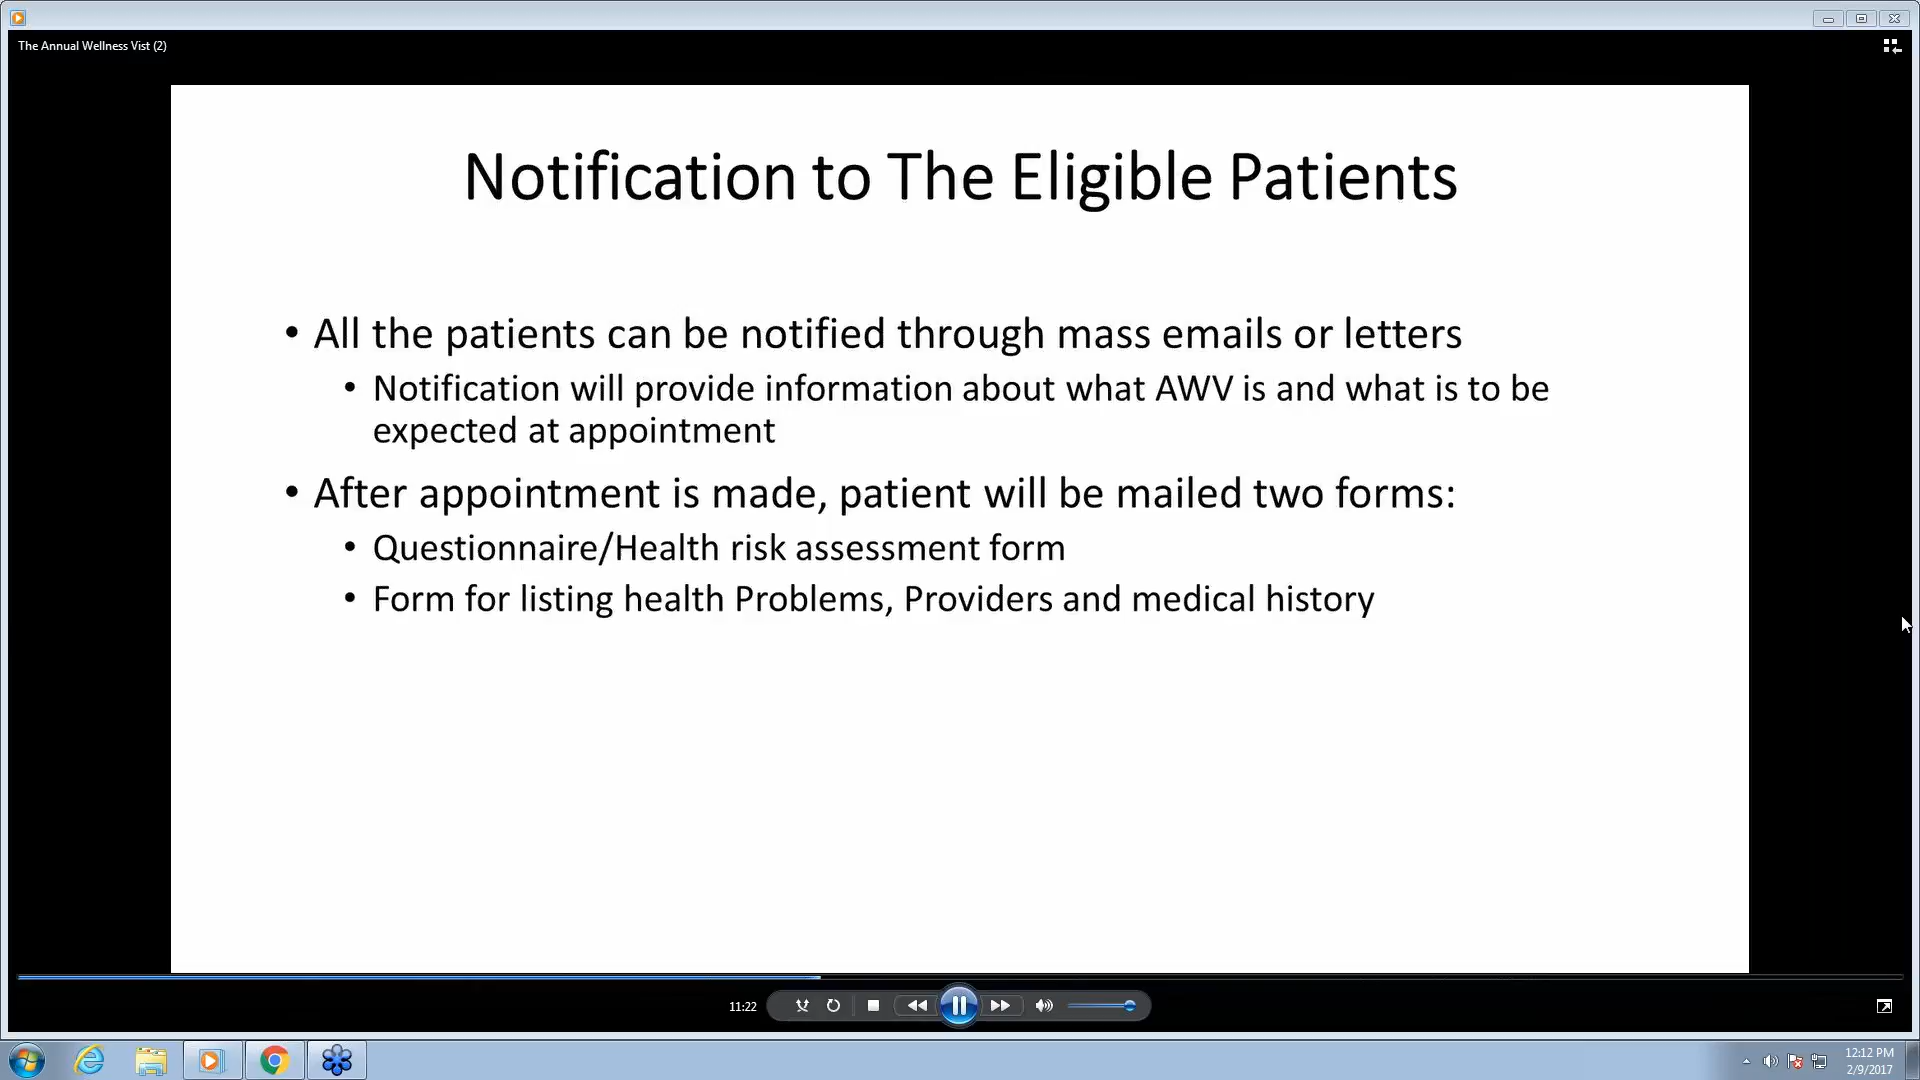 The Annual Wellness Vist (2)
Notification to The Eligible Patients
• All the patients can be notified through mass emails or letters
• Notification will provide information about what AWV is and what is to be
expected at appointment
• After appointment is made, patient will be mailed two forms:
• Questionnaire/Health risk assessment form
• Form for listing health Problems, Providers and medical history
11:22
12:12 PM
2/9/2017